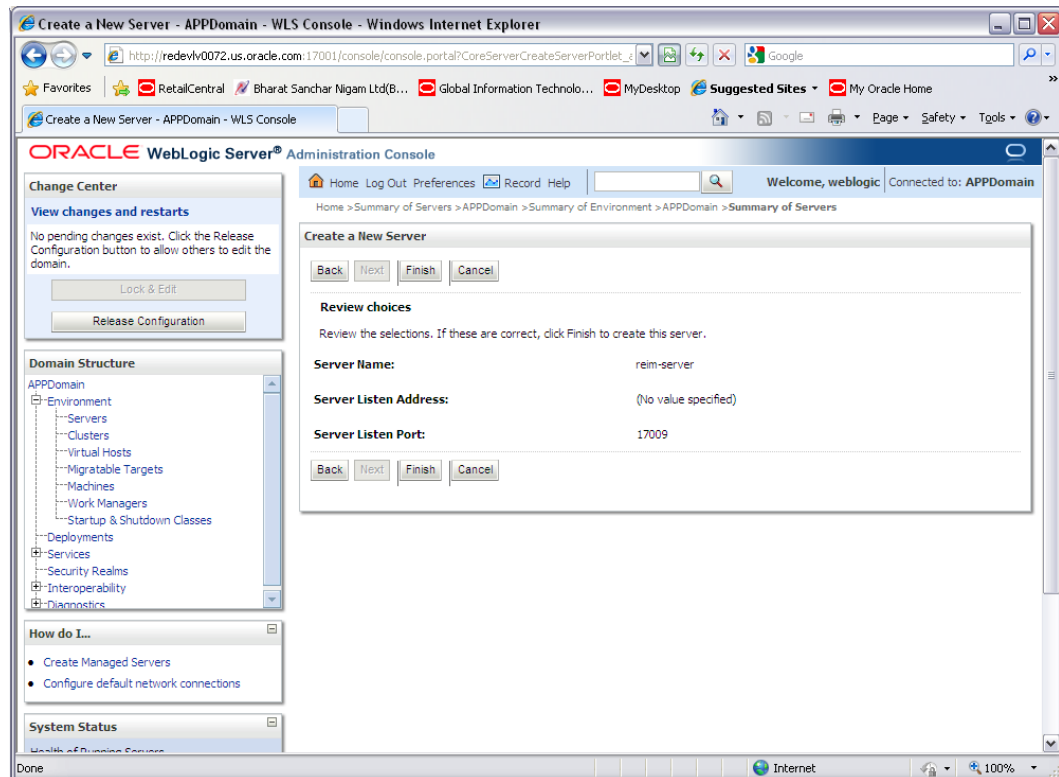 Create a New Server - APPDomain - WLS Console - Windows Internet Explorer
http://redevlv0072.us.oracle.com:17001/console/console.portal?CoreServerCreateServerPortlet_
Google
Favorites RetailCentral Bharat Sanchar Nigam Ltd(B... Global Information Technolo... MyDesktop Suggested Sites My Oracle Home »
Create a New Server - APPDomain - WLS Console
Page Safety Tools
ORACLE WebLogic Server® Administration Console
Change Center
View changes and restarts
No pending changes exist. Click the Release
Configuration button to allow others to edit the
domain.
Lock & Edit
Release Configuration
Domain Structure
APPDomain
Environment
Servers
Clusters
Virtual Hosts
Migratable Targets
Machines
Work Managers
Startup & Shutdown Classes
Deployments
Services
Security Realms
Interoperability
Diagnostics
How do I...
Create Managed Servers
Configure default network connections
System Status
Health of Running Servers
Home Log Out Preferences Record Help
Welcome, weblogic Connected to: APPDomain
Home >Summary of Servers >APPDomain >Summary of Environment >APPDomain >Summary of Servers
Create a New Server
Back Next Finish Cancel
Review choices
Review the selections. If these are correct, click Finish to create this server.
Server Name: reim-server
Server Listen Address: (No value specified)
Server Listen Port: 17009
Back Next Finish Cancel
Done
Internet
100%